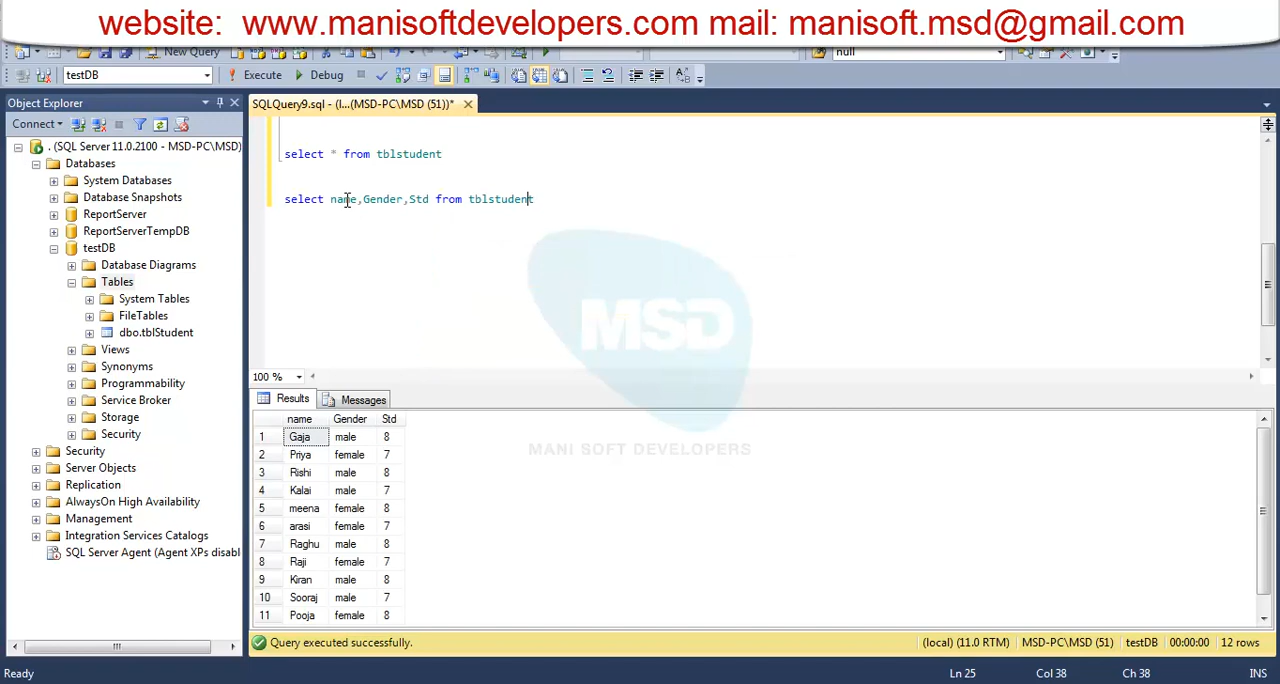 website: www.manisoftdevelopers.com mail: manisoft.msd@gmail.com
New Query
null
testDB
Execute
Debug
Object Explorer
SQLQuery9.sql - (l...(MSD-PC\MSD (51))*
Connect
. (SQL Server 11.0.2100 - MSD-PC\MSD)
Databases
System Databases
Database Snapshots
ReportServer
ReportServerTempDB
testDB
Database Diagrams
Tables
System Tables
FileTables
dbo.tblStudent
Views
Synonyms
Programmability
Service Broker
Storage
Security
Security
Server Objects
Replication
AlwaysOn High Availability
Management
Integration Services Catalogs
SQL Server Agent (Agent XPs disabl
select * from tblstudent
select name,Gender,Std from tblstudent
MSD
MANI SOFT DEVELOPERS
100 %
Results
Messages
name Gender Std
1 Gaja male 8
2 Priya female 7
3 Rishi male 8
4 Kalai male 7
5 meena female 8
6 arasi female 7
7 Raghu male 8
8 Raji female 7
9 Kiran male 8
10 Sooraj male 7
11 Pooja female 8
Query executed successfully.
(local) (11.0 RTM)
MSD-PC\MSD (51)
testDB
00:00:00
12 rows
Ready
Ln 25
Col 38
Ch 38
INS